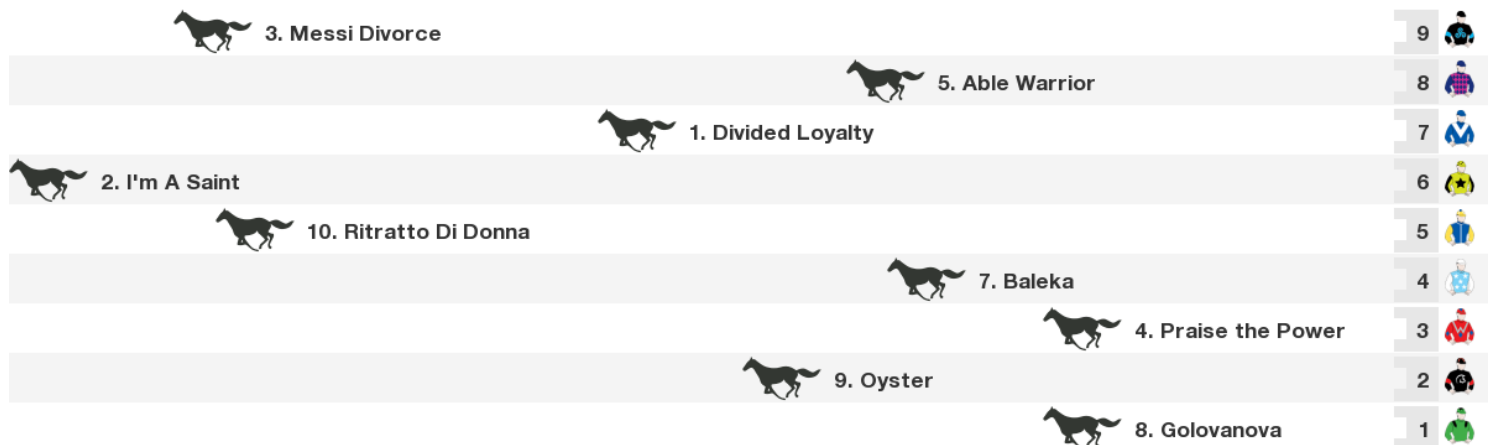 3. Messi Divorce 9
5. Able Warrior 8
1. Divided Loyalty 7
2. I'm A Saint 6
10. Ritratto Di Donna 5
7. Baleka 4
4. Praise the Power 3
9. Oyster 2
8. Golovanova 1